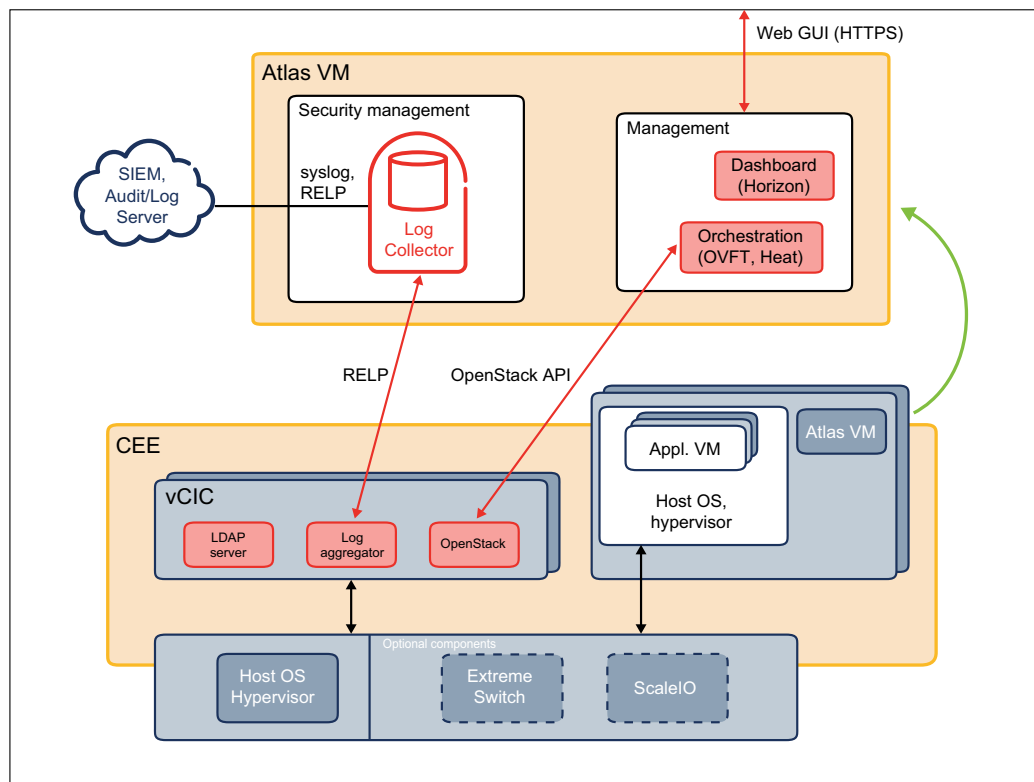 Web GUI (HTTPS)
Atlas VM
Security management
syslog,
RELP
Log
Collector
SIEM,
Audit/Log
Server
Management
Dashboard
(Horizon)
Orchestration
(OVFT, Heat)
RELP
OpenStack API
CEE
vCIC
LDAP
server
Log
aggregator
OpenStack
Appl. VM
Host OS,
hypervisor
Atlas VM
Optional components
Host OS
Hypervisor
Extreme
Switch
ScaleIO